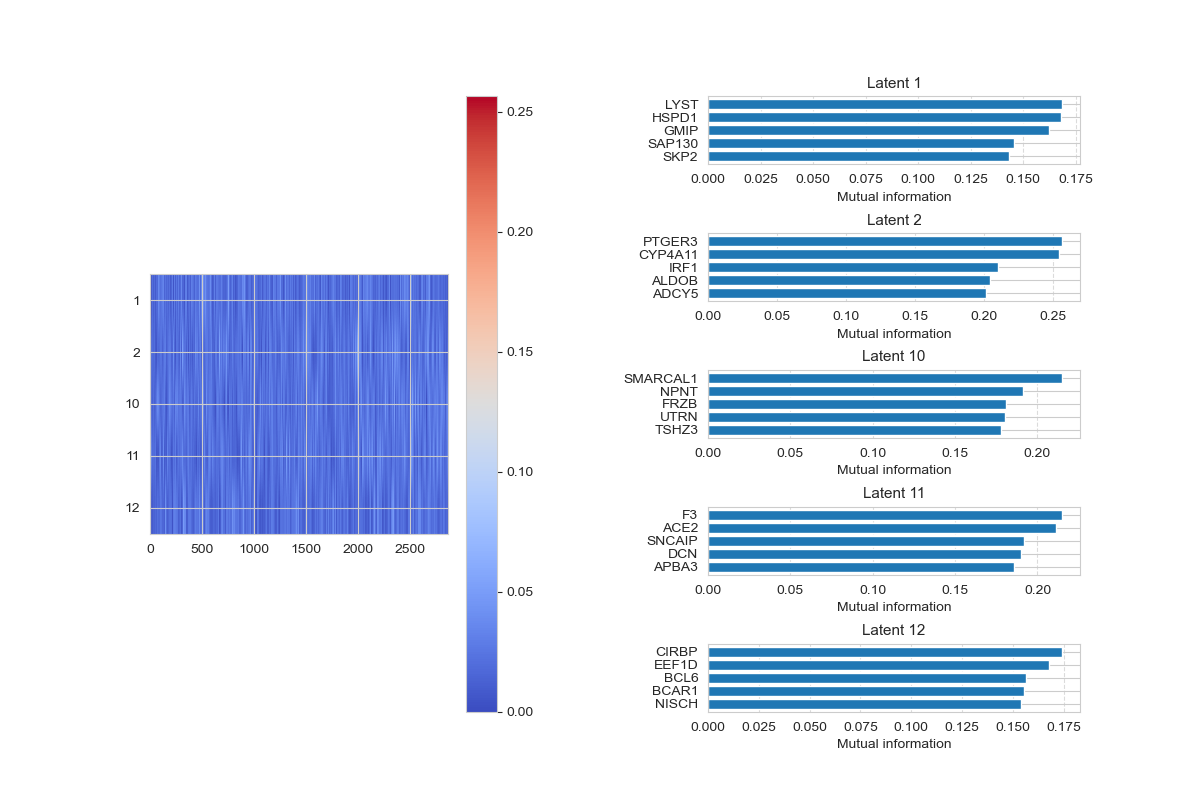 1
2
10
11
12
0 500 1000 1500 2000 2500
0.25
0.20
0.15
0.10
0.05
0.00
Latent 1
LYST
HSPD1
GMIP
SAP130
SKP2
0.000 0.025 0.050 0.075 0.100 0.125 0.150 0.175
Mutual information
Latent 2
PTGER3
CYP4A11
IRF1
ALDOB
ADCY5
0.00 0.05 0.10 0.15 0.20 0.25
Mutual information
Latent 10
SMARCAL1
NPNT
FRZB
UTRN
TSHZ3
0.00 0.05 0.10 0.15 0.20
Mutual information
Latent 11
F3
ACE2
SNCAIP
DCN
APBA3
0.00 0.05 0.10 0.15 0.20
Mutual information
Latent 12
CIRBP
EEF1D
BCL6
BCAR1
NISCH
0.000 0.025 0.050 0.075 0.100 0.125 0.150 0.175
Mutual information